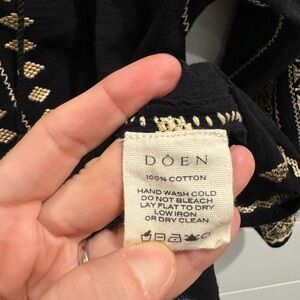 DÔEN
100% COTTON
HAND WASH COLD
DO NOT BLEACH
LAY FLAT TO DRY
LOW IRON
OR DRY CLEAN